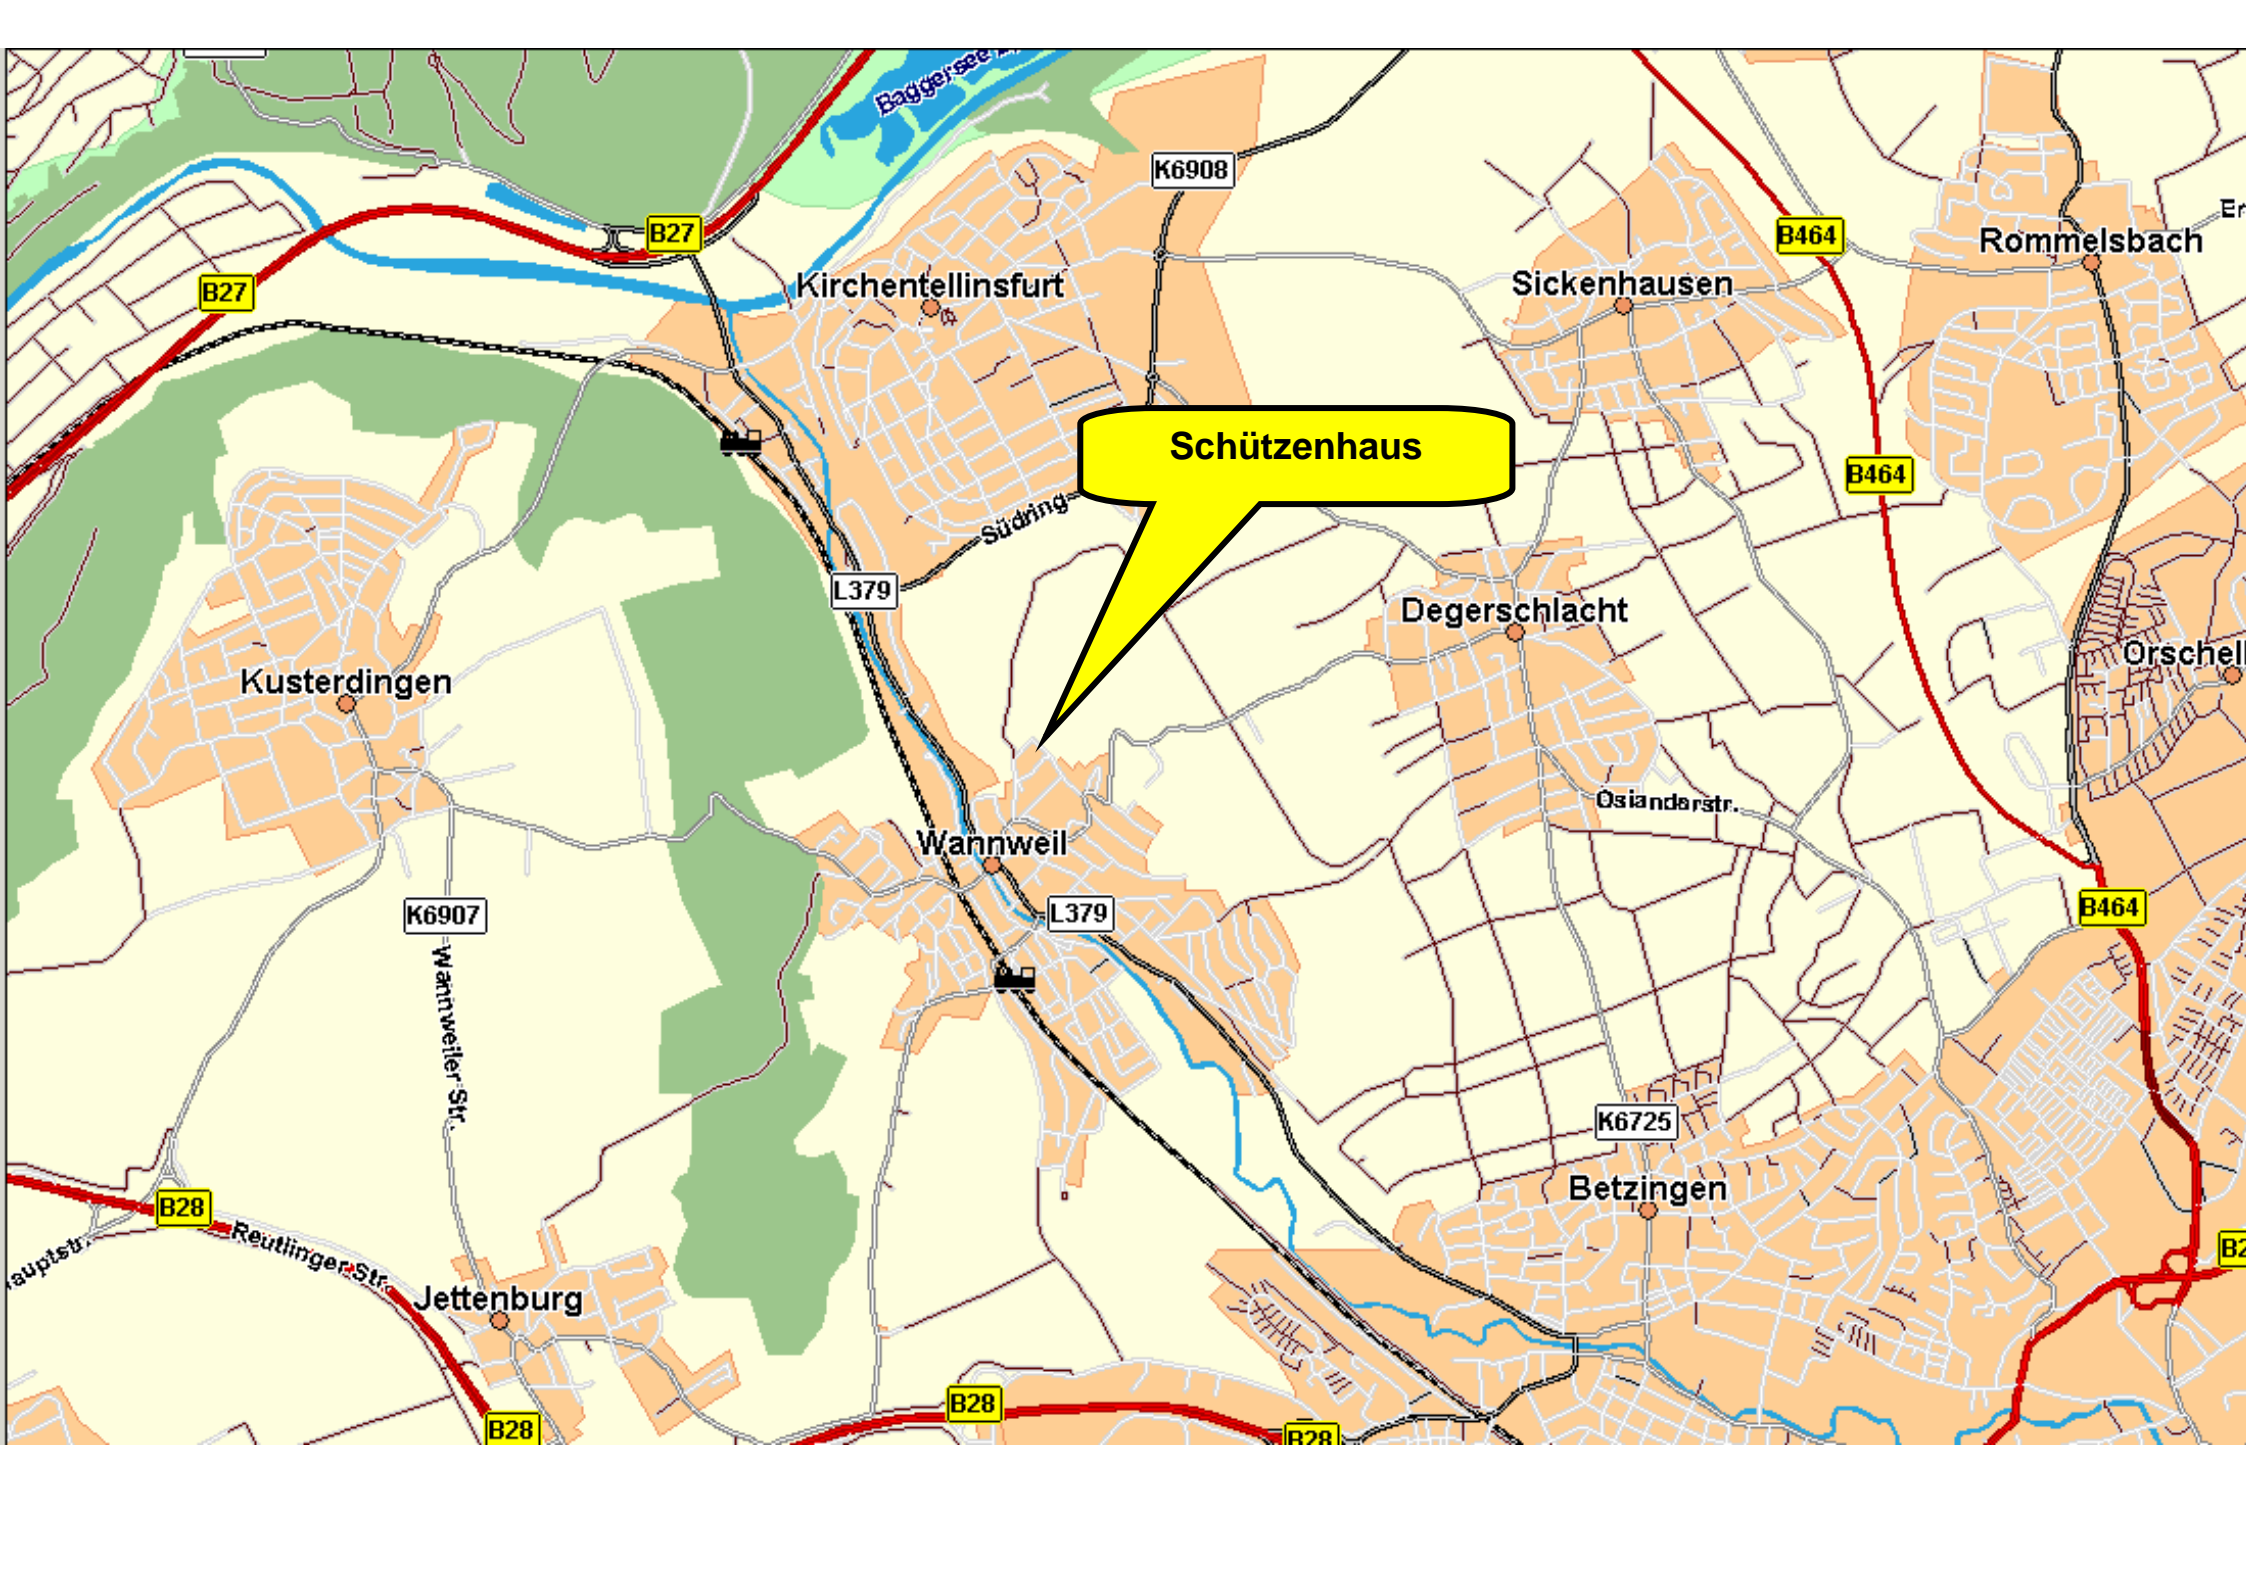 Baggersee
K6908
B27
B464
Rommelsbach
Kirchentellinsfurt
Sickenhausen
B27
Schützenhaus
B464
Südring
L379
Degerschlacht
Orschel
Kusterdingen
Osianderstr.
Wannweil
K6907
L379
B464
Wannweiler Str.
K6725
Betzingen
B28
Reutlinger Str.
auptstr.
Jettenburg
B28
B28
B28